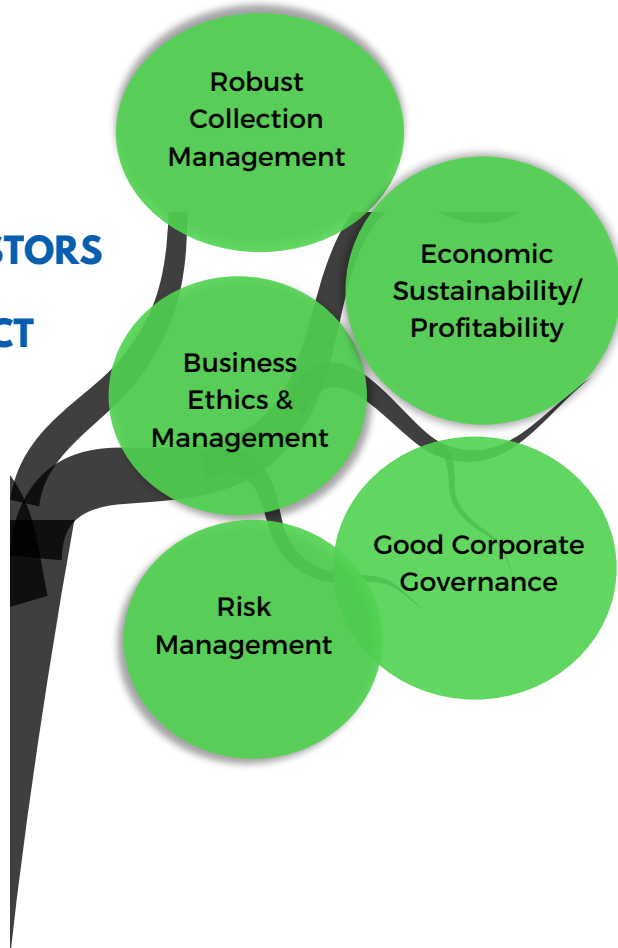 Robust
Collection
Management
STORS
CT
Economic
Sustainability/
Profitability
Business
Ethics &
Management
Good Corporate
Governance
Risk
Management